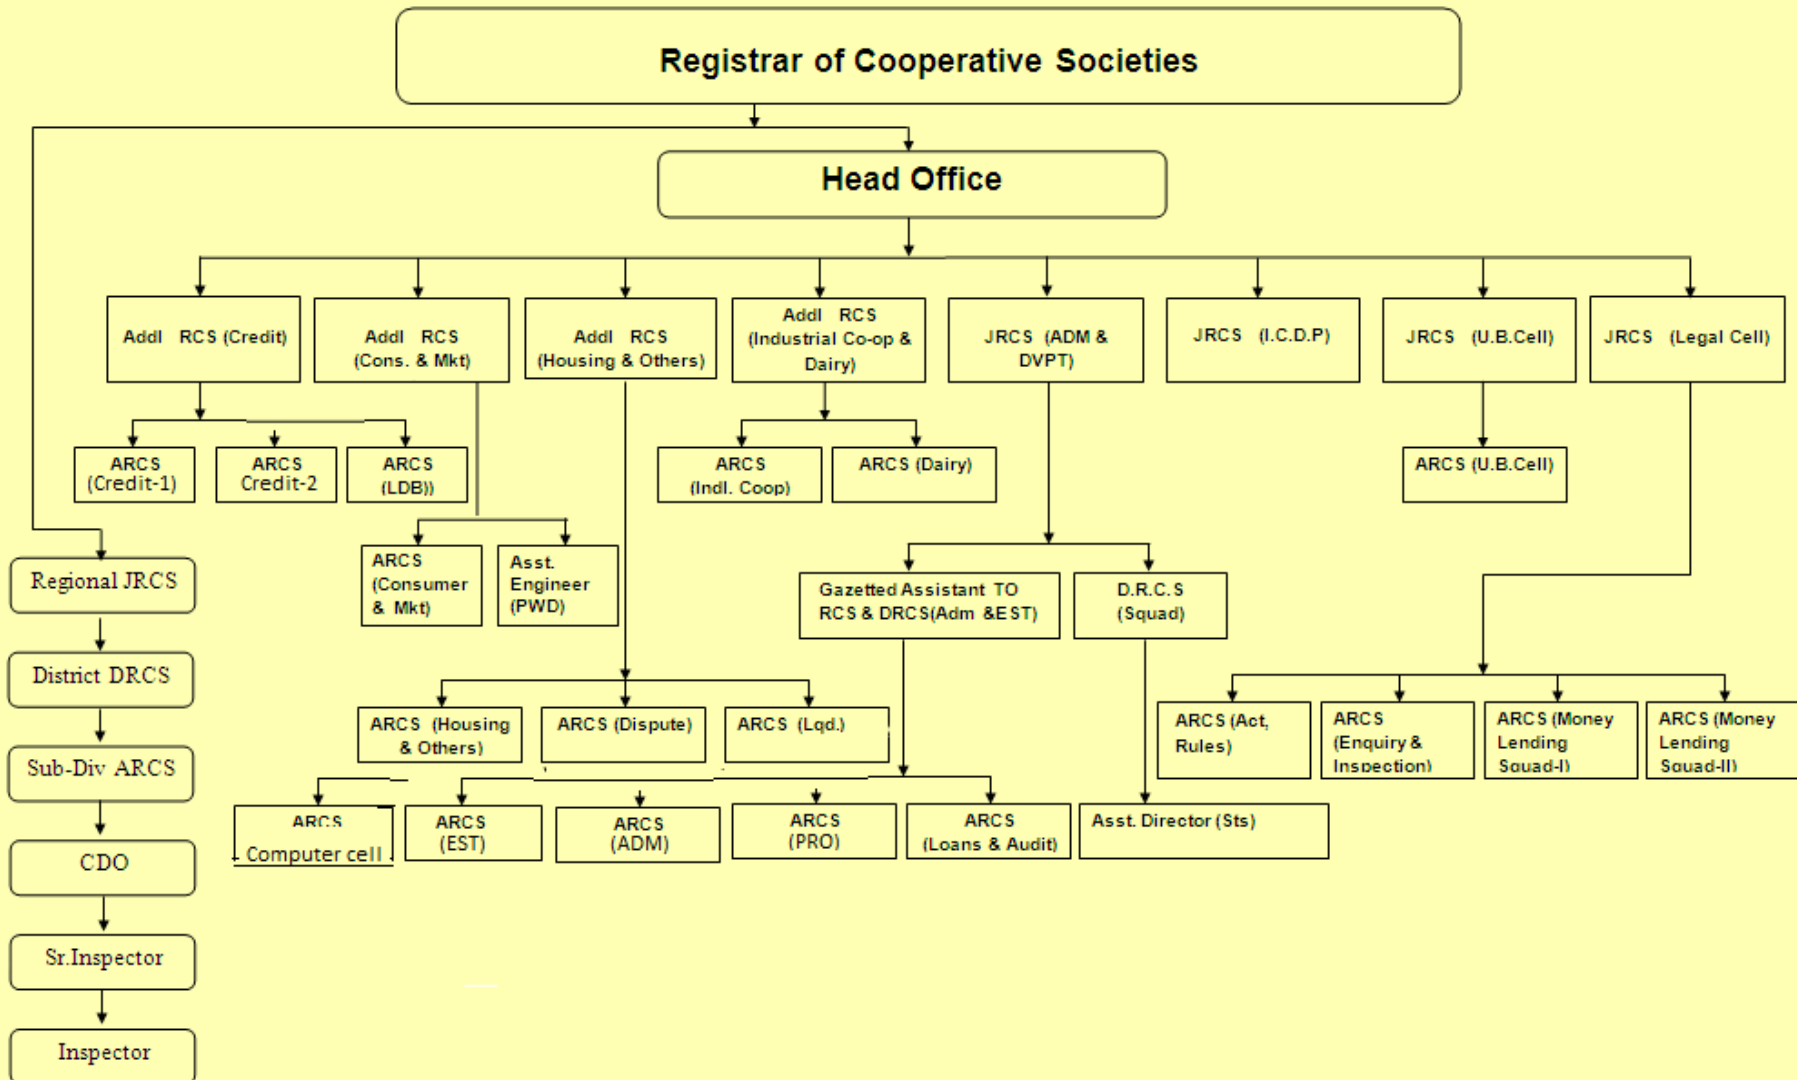 Registrar of Cooperative Societies
Head Office
Addl RCS (Credit)
Addl RCS
(Cons. & Mkt)
Addl RCS
(Housing & Others)
Addl RCS
(Industrial Co-op &
Dairy)
JRCS (ADM &
DVPT)
JRCS (I.C.D.P)
JRCS (U.B.Cell)
JRCS (Legal Cell)
ARCS
(Credit-1)
ARCS
Credit-2
ARCS
(LDB))
ARCS
(Indl. Coop)
ARCS (Dairy)
ARCS (U.B.Cell)
ARCS
(Consumer
& Mkt)
Asst.
Engineer
(PWD)
Gazetted Assistant TO
RCS & DRCS(Adm &EST)
D.R.C.S
(Squad)
Regional JRCS
District DRCS
Sub-Div ARCS
CDO
Sr.Inspector
Inspector
ARCS (Housing
& Others)
ARCS (Dispute)
ARCS (Lqd.)
ARCS (Act,
Rules)
ARCS
(Enquiry &
Inspection)
ARCS (Money
Lending
Squad-I)
ARCS (Money
Lending
Squad-II)
ARCS
Computer cell
ARCS
(EST)
ARCS
(ADM)
ARCS
(PRO)
ARCS
(Loans & Audit)
Asst. Director (Sts)